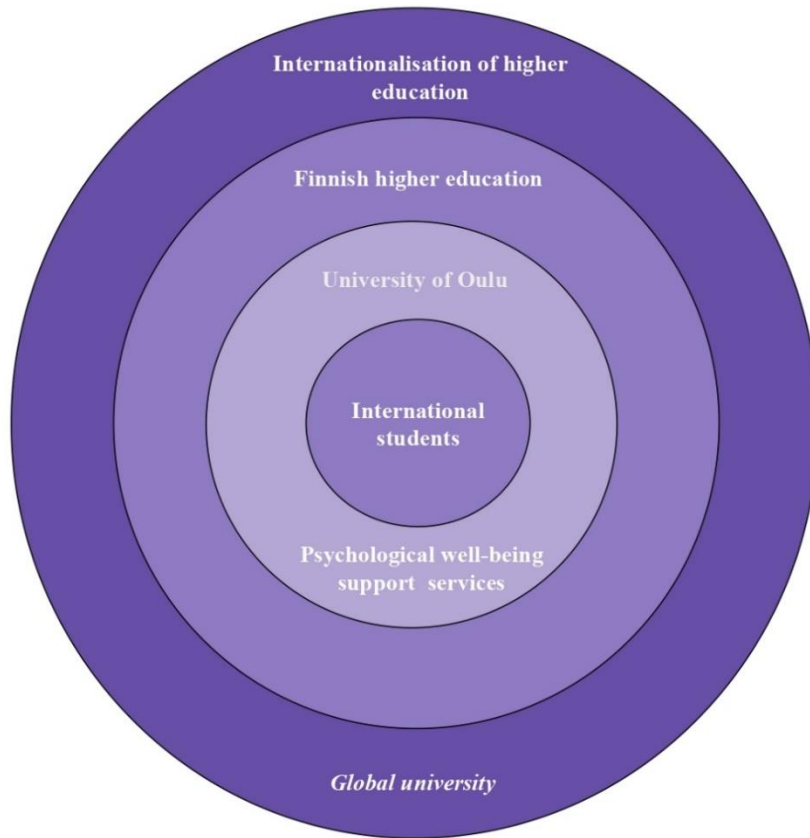 Internationalisation of higher
education
Finnish higher education
University of Oulu
International
students
Psychological well-being
support services
Global university